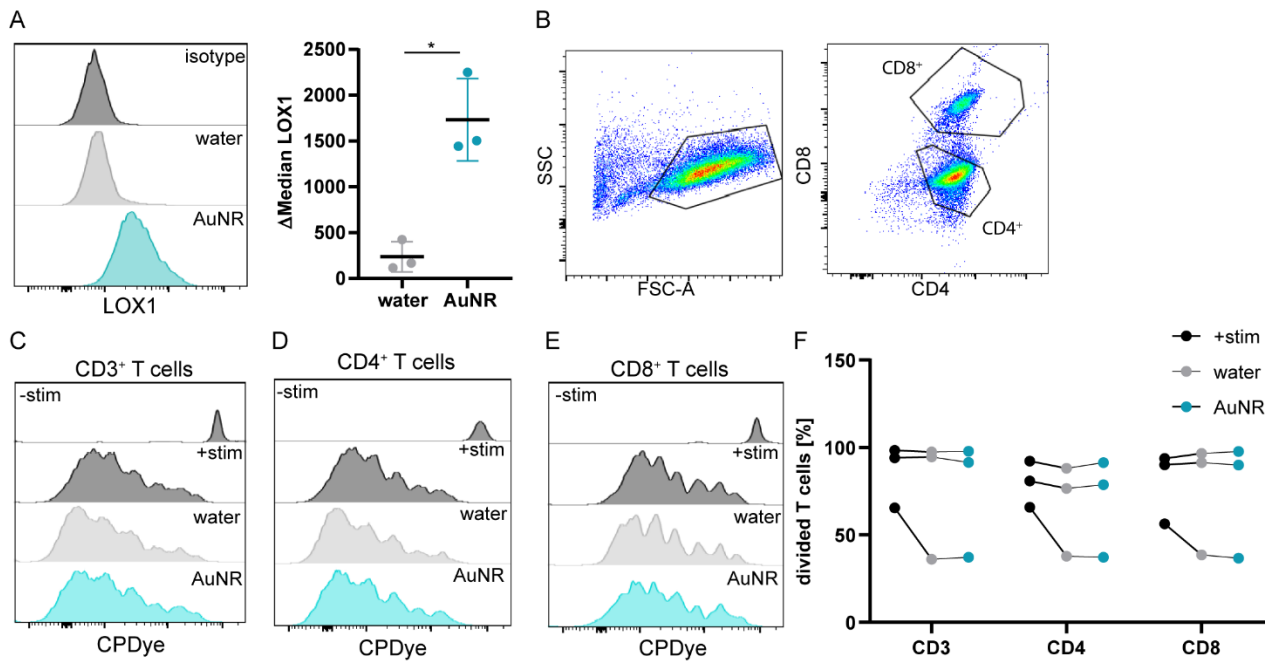 A
isotype
water
AuNR
LOX1
*
ΔMedian LOX1
2500
2000
1500
1000
500
0
water
AuNR
B
SSC
FSC-A
CD8
CD8⁺
CD4⁺
CD4
C
CD3⁺ T cells
-stim
+stim
water
AuNR
CPDye
D
CD4⁺ T cells
-stim
+stim
water
AuNR
CPDye
E
CD8⁺ T cells
-stim
+stim
water
AuNR
CPDye
F
+stim
water
AuNR
divided T cells [%]
150
100
50
0
CD3
CD4
CD8